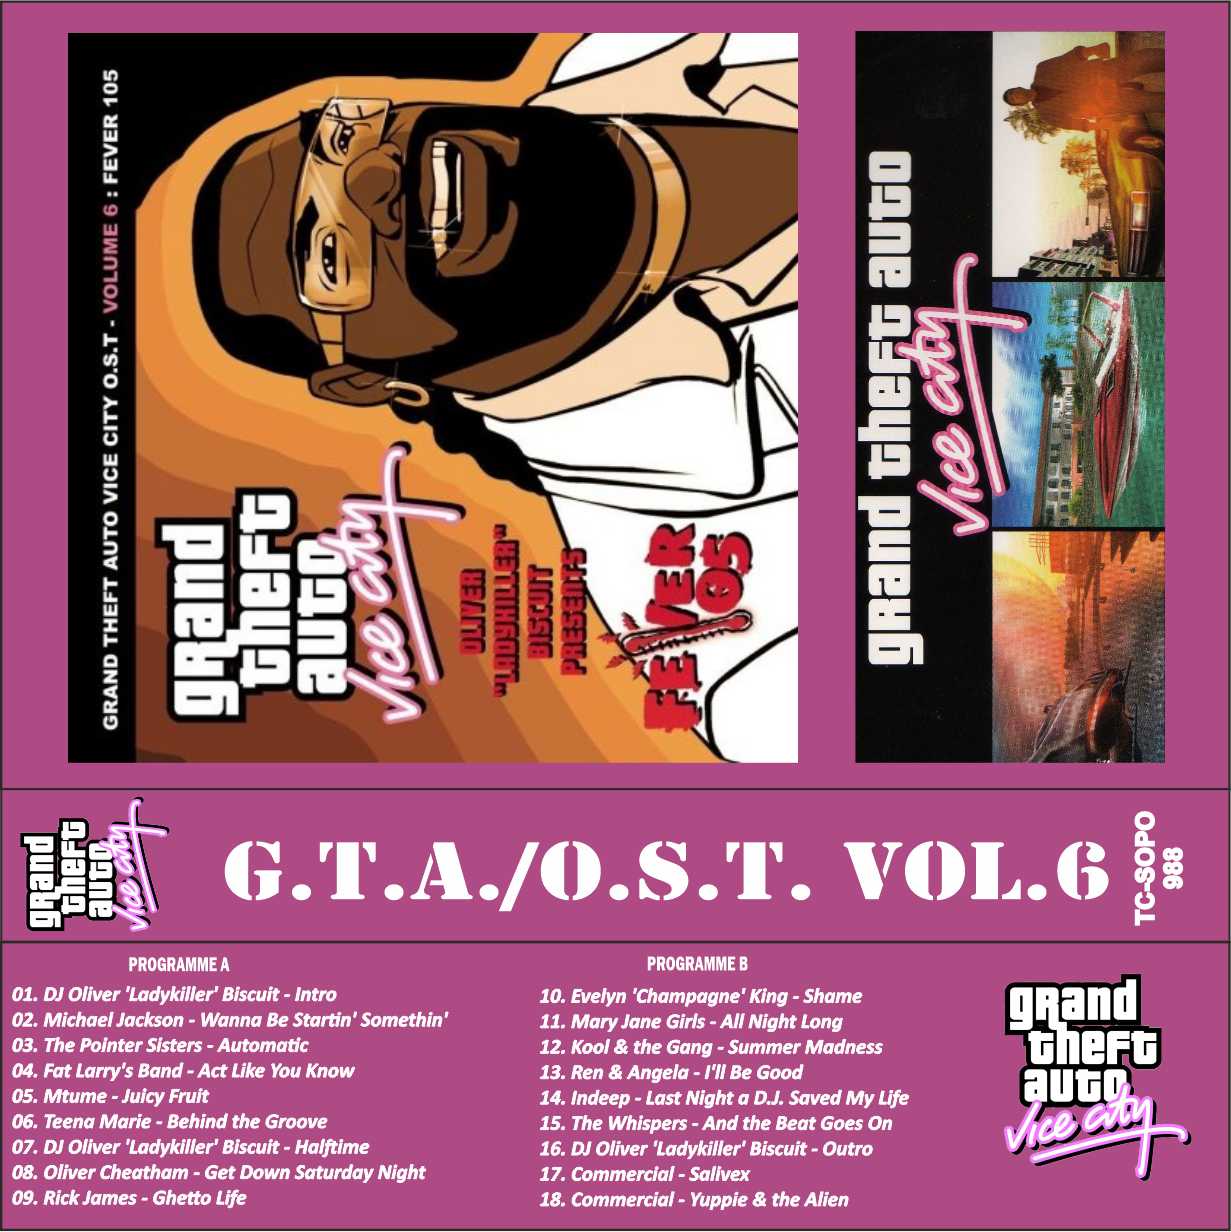 GRAND THEFT AUTO VICE CITY O.S.T - VOLUME 6 : FEVER 105
grand
theft
auto
vice city
OLIVER
"LADYKILLER"
BISCUIT
PRESENTS
FEVER
105
grand theft auto
vice city
grand
theft
auto
vice city
G.T.A./O.S.T. VOL.6
TC-SOPO
988
PROGRAMME A
01. DJ Oliver 'Ladykiller' Biscuit - Intro
02. Michael Jackson - Wanna Be Startin' Somethin'
03. The Pointer Sisters - Automatic
04. Fat Larry's Band - Act Like You Know
05. Mtume - Juicy Fruit
06. Teena Marie - Behind the Groove
07. DJ Oliver 'Ladykiller' Biscuit - Halftime
08. Oliver Cheatham - Get Down Saturday Night
09. Rick James - Ghetto Life
PROGRAMME B
10. Evelyn 'Champagne' King - Shame
11. Mary Jane Girls - All Night Long
12. Kool & the Gang - Summer Madness
13. Ren & Angela - I'll Be Good
14. Indeep - Last Night a D.J. Saved My Life
15. The Whispers - And the Beat Goes On
16. DJ Oliver 'Ladykiller' Biscuit - Outro
17. Commercial - Salivex
18. Commercial - Yuppie & the Alien
grand
theft
auto
vice city